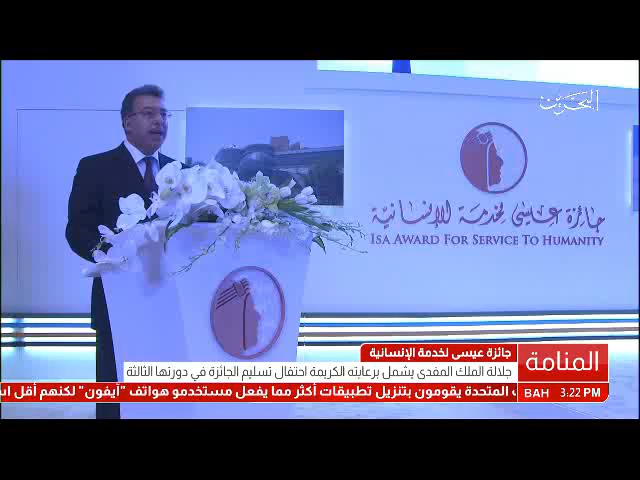 البحرين
جائزة عيسى لخدمة الإنسانية
ISA AWARD FOR SERVICE TO HUMANITY
جائزة عيسى لخدمة الإنسانية
المنامة
جلالة الملك المفدى يشمل برعايته الكريمة احتفال تسليم الجائزة في دورتها الثالثة
BAH 3:22 PM
المتحدة يقومون بتنزيل تطبيقات أكثر مما يفعل مستخدمو هواتف "آيفون" لكنهم أقل